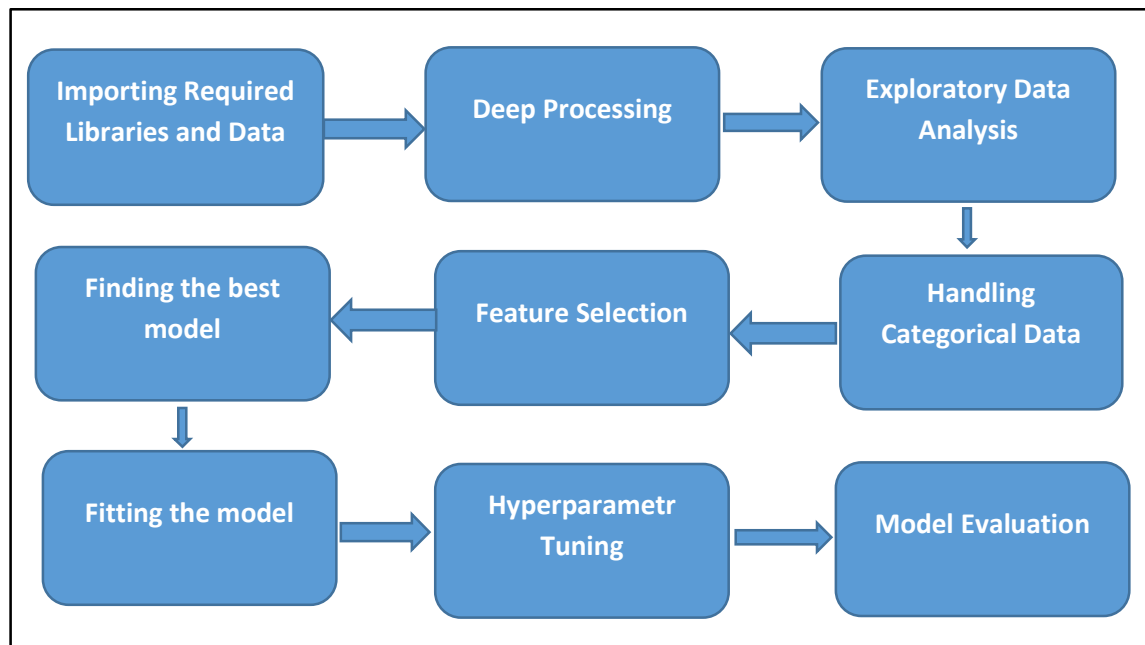 Importing Required
Libraries and Data
Deep Processing
Exploratory Data
Analysis
Handling
Categorical Data
Feature Selection
Finding the best
model
Fitting the model
Hyperparametr
Tuning
Model Evaluation